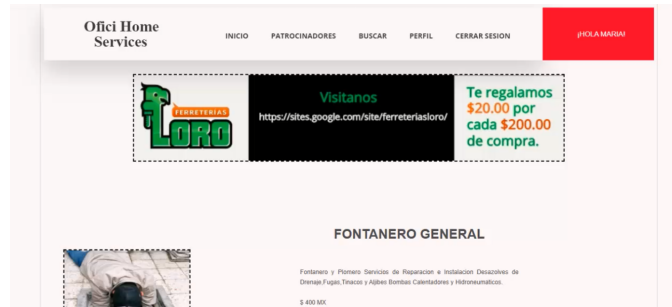 Ofici Home
Services
INICIO PATROCINADORES BUSCAR PERFIL CERRAR SESION
¡HOLA MARIA!
FERRETERIAS
LORO
Visitanos
https://sites.google.com/site/ferreteriasloro/
Te regalamos
$20.00 por
cada $200.00
de compra.
FONTANERO GENERAL
Fontanero y Plomero Servicios de Reparacion e Instalacion Desazolves de
Drenaje,Fugas,Tinacos y Aljibes Bombas Calentadores y Hidroneumaticos.
$ 400 MX